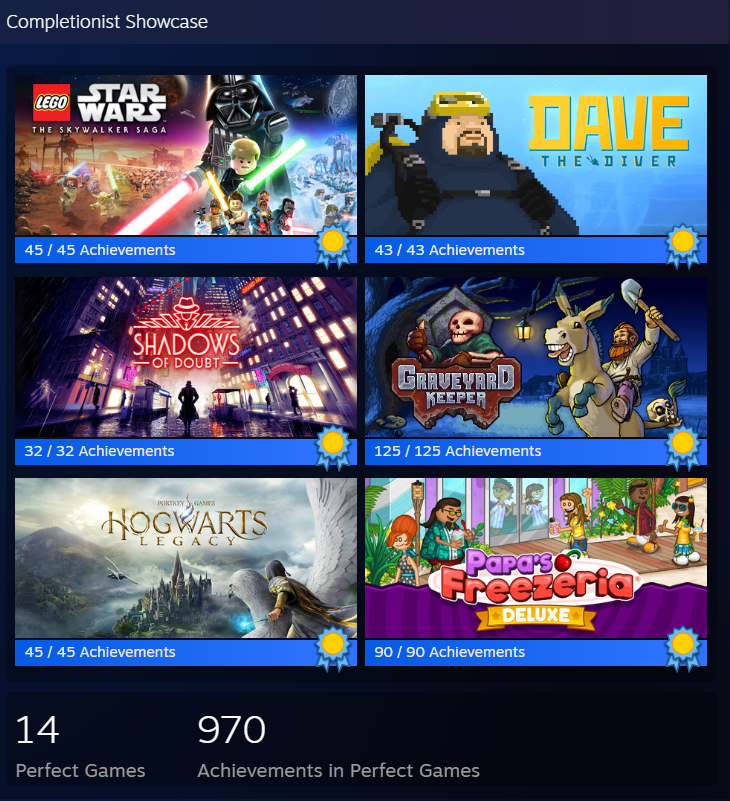 Completionist Showcase
LEGO STAR WARS
THE SKYWALKER SAGA
45 / 45 Achievements
DAVE
THE DIVER
43 / 43 Achievements
SHADOWS
OF DOUBT
32 / 32 Achievements
GRAVEYARD
KEEPER
125 / 125 Achievements
PORTKEY GAMES
HOGWARTS
LEGACY
45 / 45 Achievements
PAPA'S
Freezeria
DELUXE
90 / 90 Achievements
14 970
Perfect Games Achievements in Perfect Games